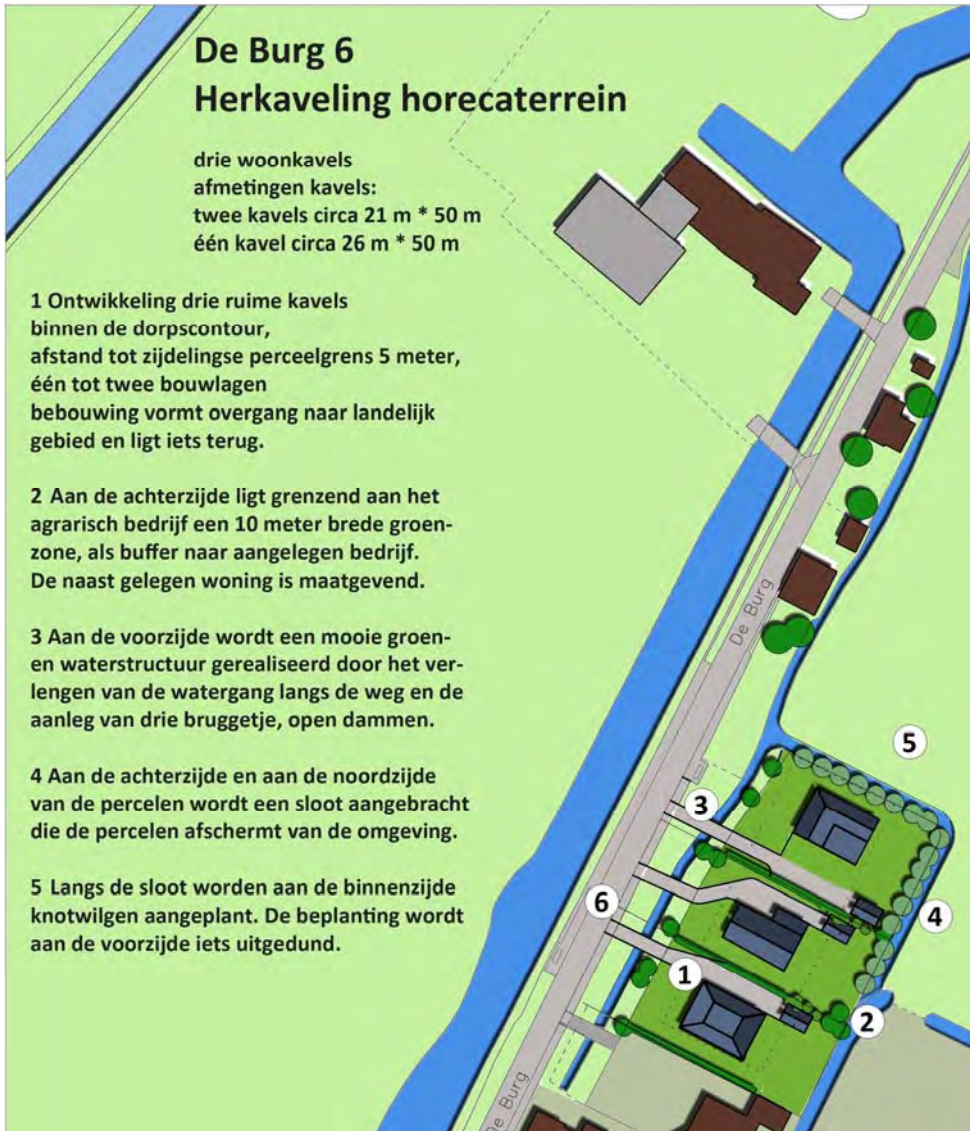 De Burg 6
Herkaveling horecaterrein
drie woonkavels
afmetingen kavels:
twee kavels circa 21 m * 50 m
één kavel circa 26 m * 50 m
1 Ontwikkeling drie ruime kavels
binnen de dorpscontour,
afstand tot zijdelingse perceelgrens 5 meter,
één tot twee bouwlagen
bebouwing vormt overgang naar landelijk
gebied en ligt iets terug.
2 Aan de achterzijde ligt grenzend aan het
agrarisch bedrijf een 10 meter brede groen-
zone, als buffer naar aangelegen bedrijf.
De naast gelegen woning is maatgevend.
3 Aan de voorzijde wordt een mooie groen-
en waterstructuur gerealiseerd door het ver-
lengen van de watergang langs de weg en de
aanleg van drie bruggetje, open dammen.
4 Aan de achterzijde en aan de noordzijde
van de percelen wordt een sloot aangebracht
die de percelen afschermt van de omgeving.
5 Langs de sloot worden aan de binnenzijde
knotwilgen aangeplant. De beplanting wordt
aan de voorzijde iets uitgedund.
De Burg
5
3
4
6
1
2
De Burg